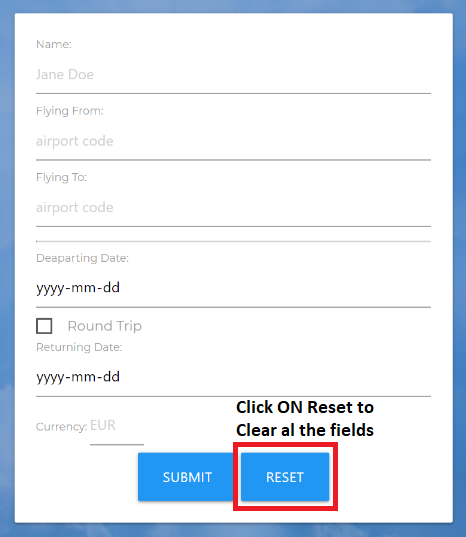 Name:
Jane Doe
Flying From:
airport code
Flying To:
airport code
Deaparting Date:
yyyy-mm-dd
Round Trip
Returning Date:
yyyy-mm-dd
Click ON Reset to
Clear al the fields
Currency: EUR
SUBMIT RESET